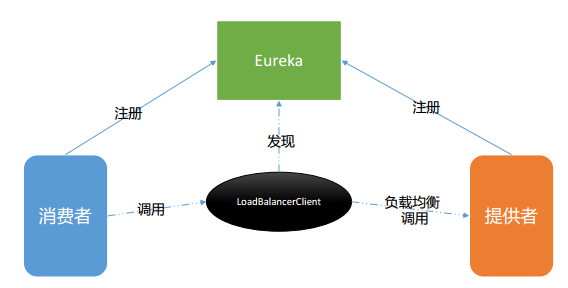 Eureka
注册
注册
发现
消费者
调用
LoadBalancerClient
负载均衡
调用
提供者